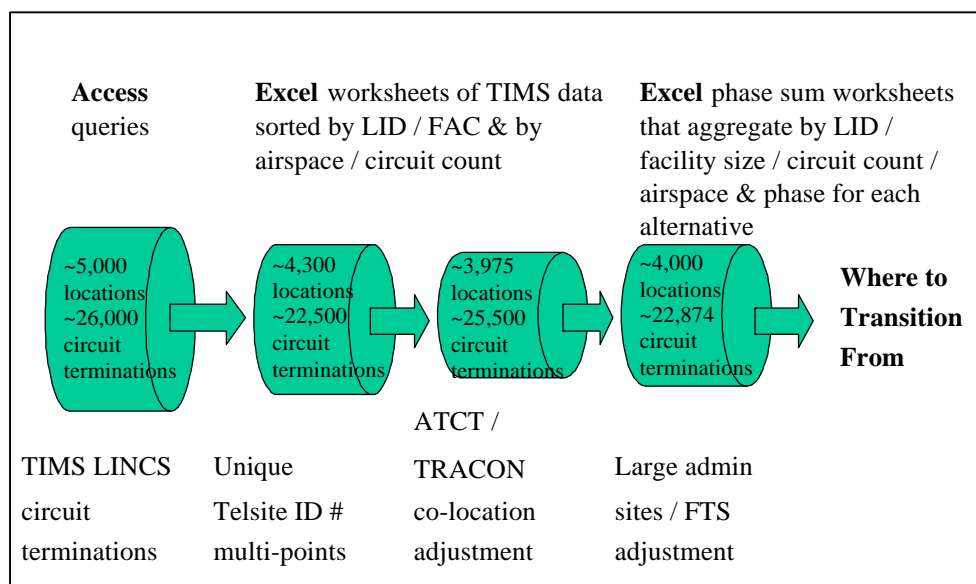 Access
queries
Excel worksheets of TIMS data
sorted by LID / FAC & by
airspace / circuit count
Excel phase sum worksheets
that aggregate by LID /
facility size / circuit count /
airspace & phase for each
alternative
~5,000
locations
~26,000
circuit
terminations
~4,300
locations
~22,500
circuit
terminations
~3,975
locations
~25,500
circuit
terminations
~4,000
locations
~22,874
circuit
terminations
Where to
Transition
From
TIMS LINCS
circuit
terminations
Unique
Telsite ID #
multi-points
ATCT /
TRACON
co-location
adjustment
Large admin
sites / FTS
adjustment